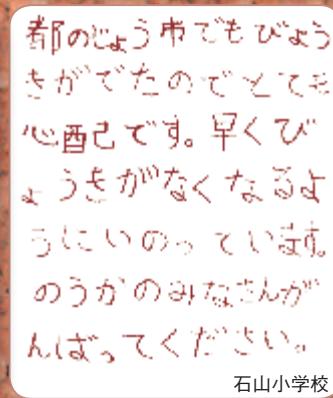 都のじょう市でもびょう
きがでたのでとても
心配です。早くび
ょうきがなくなるよ
うにいのっています。
のうかのみなさんが
んばってください。
石山小学校